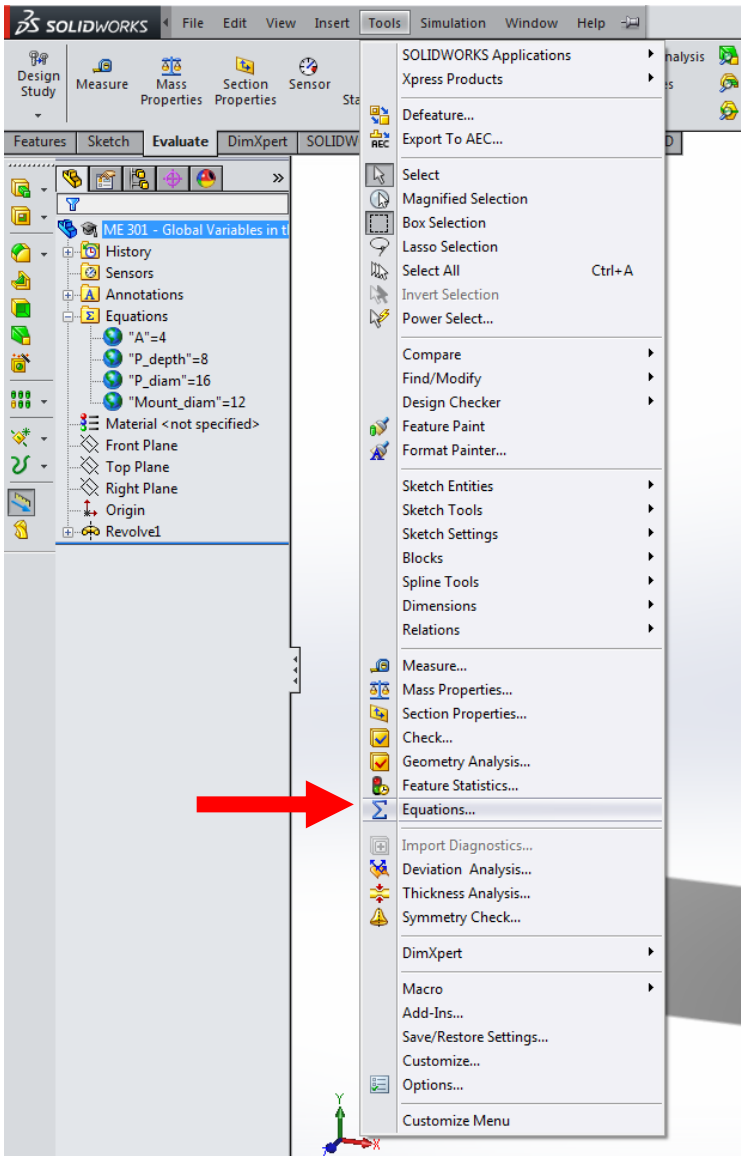 SOLIDWORKS File Edit View Insert Tools Simulation Window Help
Design Study
Measure
Mass Properties
Section Properties
Sensor
Features Sketch Evaluate DimXpert SOLIDW
»
ME 301 - Global Variables in t
History
Sensors
A Annotations
Σ Equations
"A"=4
"P_depth"=8
"P_diam"=16
"Mount_diam"=12
Material <not specified>
Front Plane
Top Plane
Right Plane
Origin
Revolve1
SOLIDWORKS Applications
Xpress Products
Defeature...
AEC Export To AEC...
Select
Magnified Selection
Box Selection
Lasso Selection
Select All Ctrl+A
Invert Selection
Power Select...
Compare
Find/Modify
Design Checker
Feature Paint
Format Painter...
Sketch Entities
Sketch Tools
Sketch Settings
Blocks
Spline Tools
Dimensions
Relations
Measure...
Mass Properties...
Section Properties...
Check...
Geometry Analysis...
Feature Statistics...
Σ Equations...
Import Diagnostics...
Deviation Analysis...
Thickness Analysis...
Symmetry Check...
DimXpert
Macro
Add-Ins...
Save/Restore Settings...
Customize...
Options...
Customize Menu
Y
X